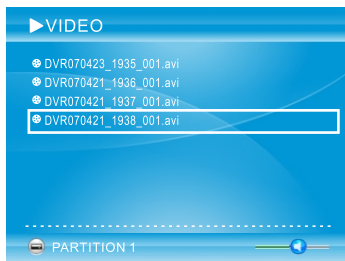 VIDEO
DVR070423_1935_001.avi
DVR070421_1936_001.avi
DVR070421_1937_001.avi
DVR070421_1938_001.avi
PARTITION 1